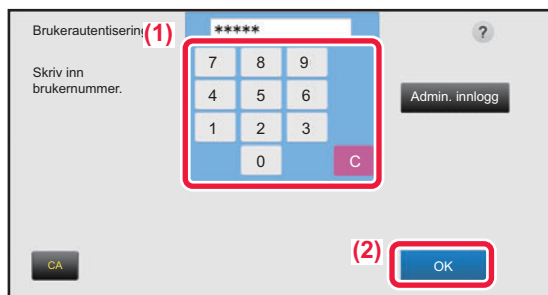 Brukerautentisering
(1)
*****
?
Skriv inn
brukernummer.
7 8 9
4 5 6
1 2 3
0 C
Admin. innlogg
(2)
CA
OK